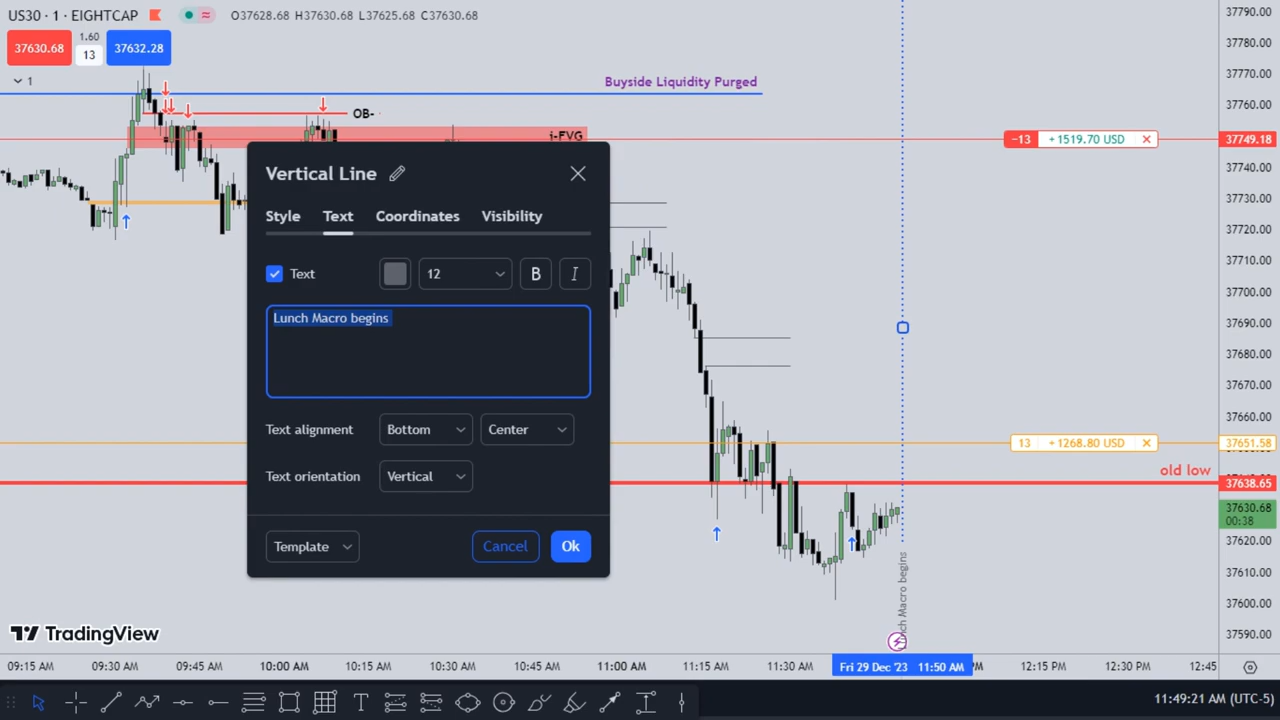 US30 · 1 · EIGHTCAP O37628.68 H37630.68 L37625.68 C37630.68
37630.68 1.60 13 37632.28
1
Buyside Liquidity Purged
OB-
i-FVG
−13 +1519.70 USD
Vertical Line
Style Text Coordinates Visibility
Text 12 B I
Lunch Macro begins
Text alignment Bottom Center
Text orientation Vertical
Template Cancel Ok
13 +1268.80 USD
old low
Lunch Macro begins
37790.00
37780.00
37770.00
37760.00
37749.18
37740.00
37730.00
37720.00
37710.00
37700.00
37690.00
37680.00
37670.00
37660.00
37651.58
37638.65
37630.68
00:38
37620.00
37610.00
37600.00
37590.00
TradingView
09:15 AM 09:30 AM 09:45 AM 10:00 AM 10:15 AM 10:30 AM 10:45 AM 11:00 AM 11:15 AM 11:30 AM Fri 29 Dec '23 11:50 AM PM 12:15 PM 12:30 PM 12:45
T
11:49:21 AM (UTC-5)